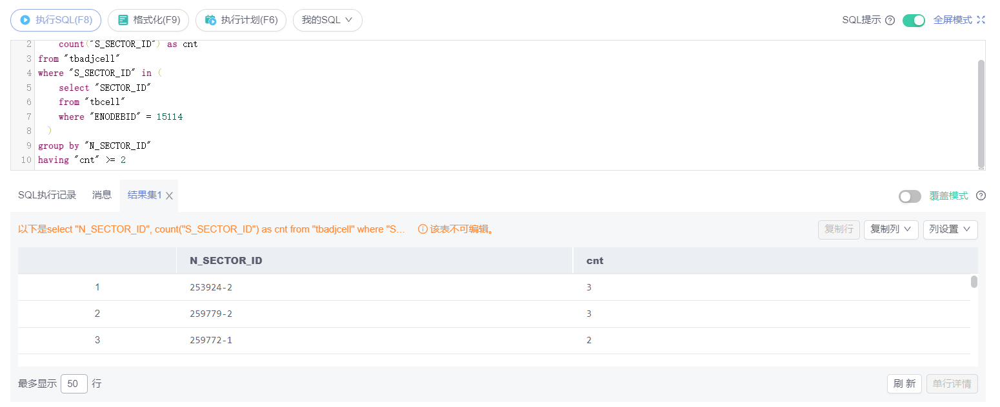 执行SQL(F8) 格式化(F9) 执行计划(F6) 我的SQL SQL提示 全屏模式
2 count("S_SECTOR_ID") as cnt
3 from "tbadjcell"
4 where "S_SECTOR_ID" in (
5 select "SECTOR_ID"
6 from "tbcell"
7 where "ENODEBID" = 15114
8 )
9 group by "N_SECTOR_ID"
10 having "cnt" >= 2
SQL执行记录 消息 结果集1 覆盖模式
以下是select "N_SECTOR_ID", count("S_SECTOR_ID") as cnt from "tbadjcell" where "S... 该表不可编辑。 复制行 复制列 列设置
N_SECTOR_ID cnt
1 253924-2 3
2 259779-2 3
3 259772-1 2
最多显示 50 行 刷 新 单行详情